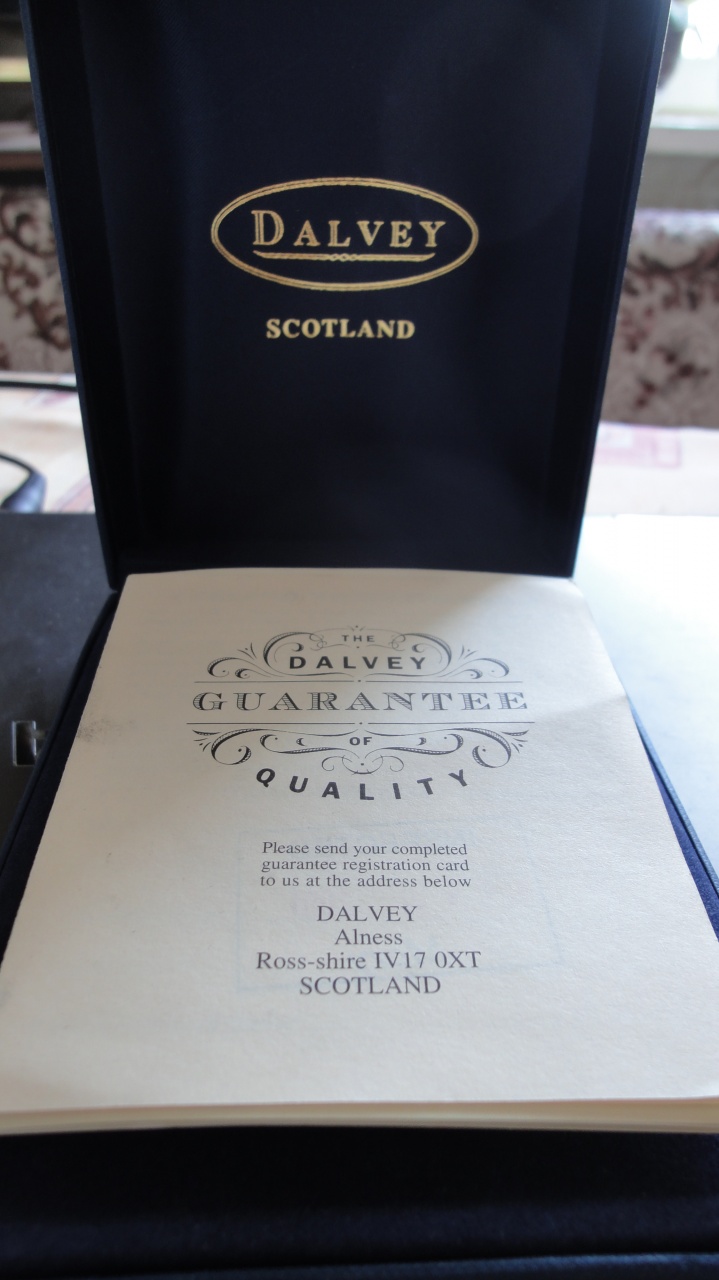 DALVEY
SCOTLAND
THE
DALVEY
GUARANTEE
OF
QUALITY
Please send your completed
guarantee registration card
to us at the address below
DALVEY
Alness
Ross-shire IV17 0XT
SCOTLAND